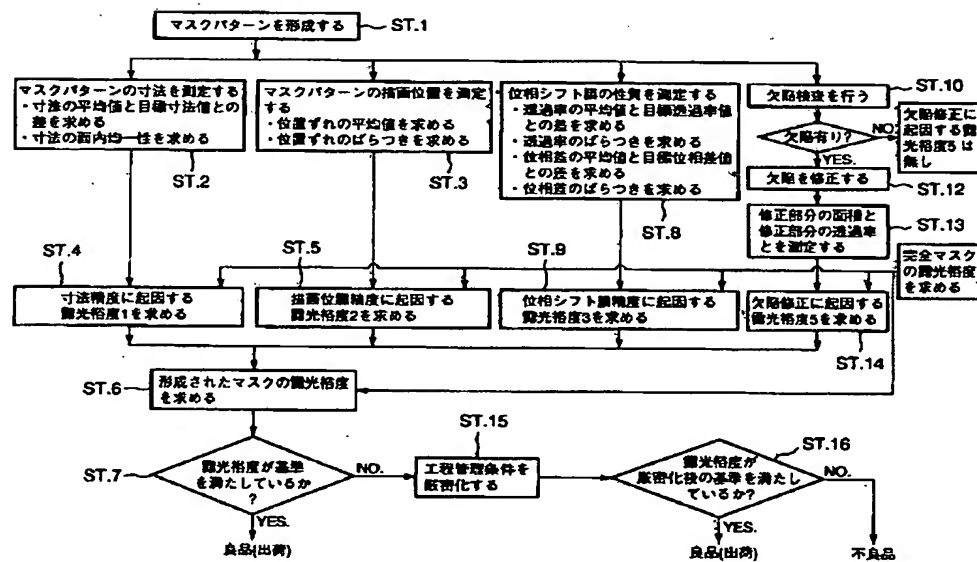 マスクパターンを形成する
ST.1
マスクパターンの寸法を測定する
・寸法の平均値と目標寸法値との
差を求める
・寸法の面内均一性を求める
ST.2
マスクパターンの描画位置を測定
する
・位置ずれの平均値を求める
・位置ずれのばらつきを求める
ST.3
位相シフト膜の性質を測定する
・透過率の平均値と目標透過率値
との差を求める
・透過率のばらつきを求める
・位相差の平均値と目標位相差値
との差を求める
・位相差のばらつきを求める
ST.8
ST.10
欠陥検査を行う
欠陥有り?
NO.
欠陥修正に
起因する露
光裕度5は
無し
YES.
欠陥を修正する
ST.12
修正部分の面積と
修正部分の透過率
とを測定する
ST.13
完全マスク
の露光裕度
を求める
ST.4
寸法精度に起因する
露光裕度1を求める
ST.5
描画位置精度に起因する
露光裕度2を求める
ST.9
位相シフト膜精度に起因する
露光裕度3を求める
欠陥修正に起因する
露光裕度5を求める
ST.14
ST.6
形成されたマスクの露光裕度
を求める
ST.7
露光裕度が基準
を満たしているか
?
NO.
YES.
良品(出荷)
ST.15
工程管理条件を
厳密化する
ST.16
露光裕度が
厳密化後の基準を満たし
ているか?
NO.
YES.
良品(出荷)
不良品